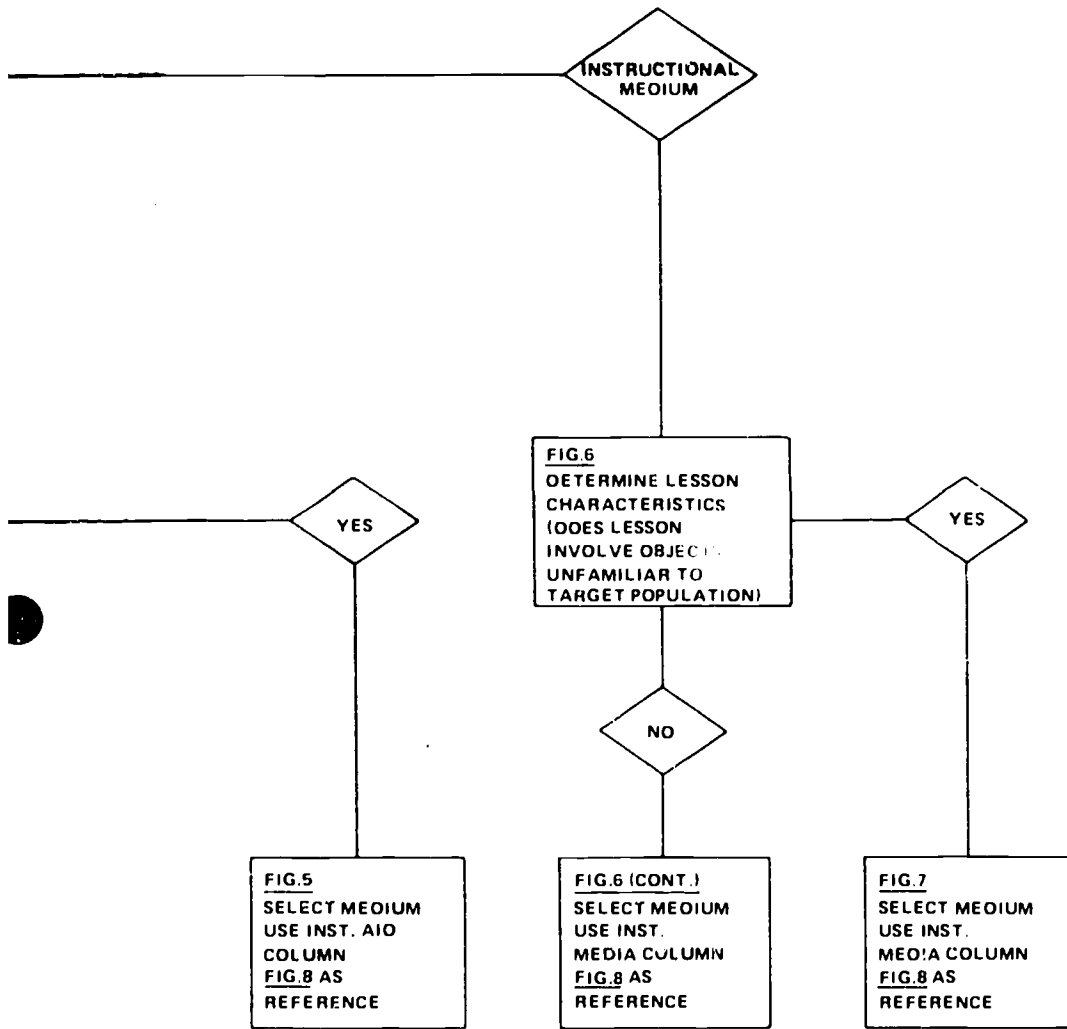 INSTRUCTIONAL
MEDIUM
FIG.6
DETERMINE LESSON
CHARACTERISTICS
(DOES LESSON
INVOLVE OBJECTS
UNFAMILIAR TO
TARGET POPULATION)
YES
YES
NO
FIG.5
SELECT MEDIUM
USE INST. AID
COLUMN
FIG.8 AS
REFERENCE
FIG.6 (CONT.)
SELECT MEDIUM
USE INST.
MEDIA COLUMN
FIG.8 AS
REFERENCE
FIG.7
SELECT MEDIUM
USE INST.
MEDIA COLUMN
FIG.8 AS
REFERENCE